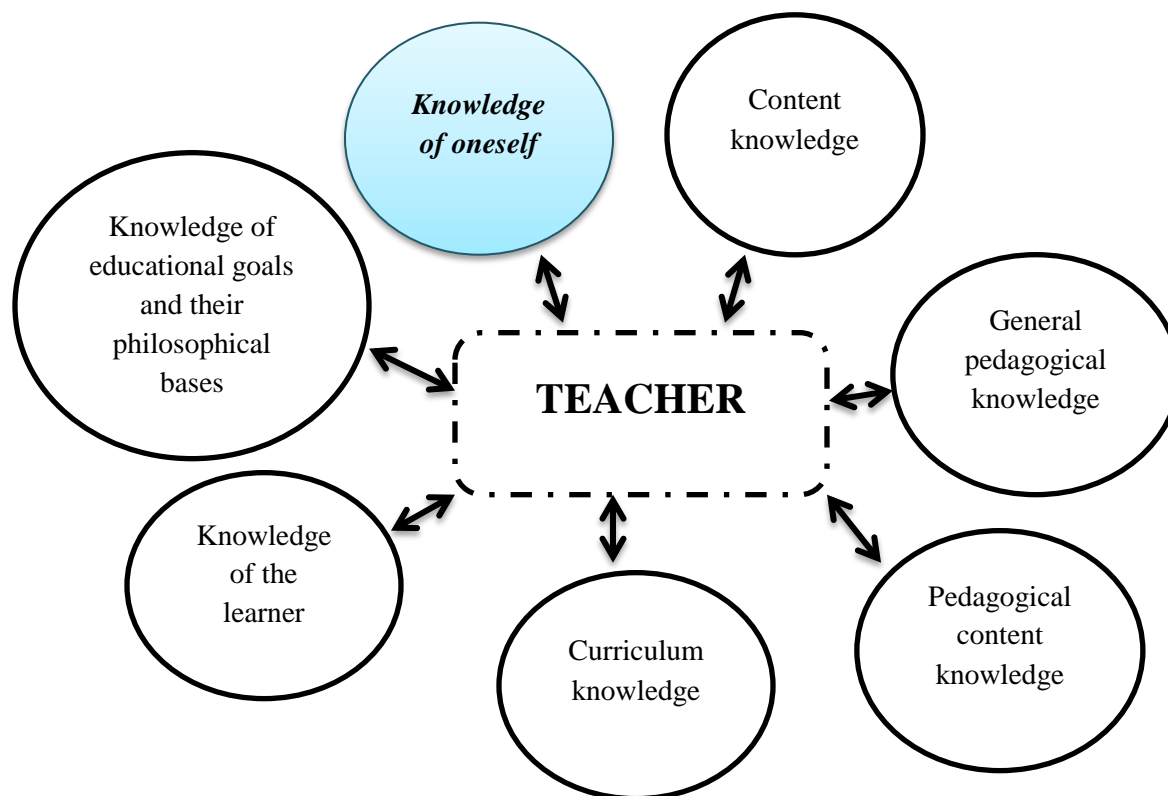 Knowledge
of oneself
Content
knowledge
Knowledge of
educational goals
and their
philosophical
bases
General
pedagogical
knowledge
TEACHER
Knowledge
of the
learner
Pedagogical
content
knowledge
Curriculum
knowledge